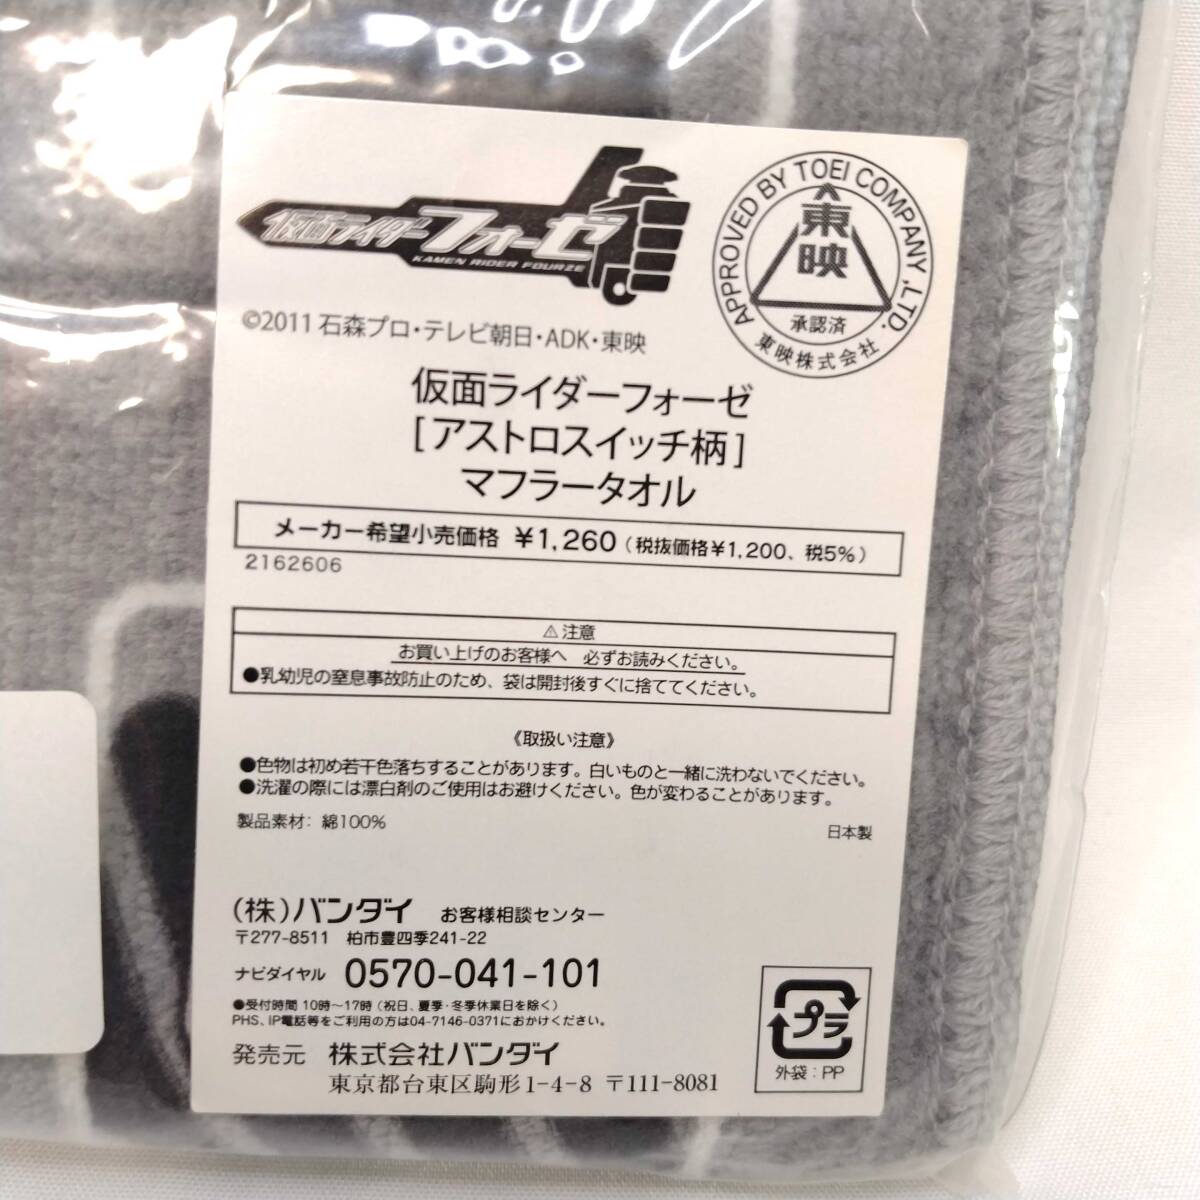 仮面ライダーフォーゼ
KAMEN RIDER FOURZE
APPROVED BY TOEI COMPANY,LTD.
東映
承認済
東映株式会社
©2011 石森プロ・テレビ朝日・ADK・東映
仮面ライダーフォーゼ
[アストロスイッチ柄]
マフラータオル
メーカー希望小売価格 ¥1,260(税抜価格¥1,200、税5%)
2162606
⚠注意
お買い上げのお客様へ 必ずお読みください。
●乳幼児の窒息事故防止のため、袋は開封後すぐに捨ててください。
《取扱い注意》
●色物は初め若干色落ちすることがあります。白いものと一緒に洗わないでください。
●洗濯の際には漂白剤のご使用はお避けください。色が変わることがあります。
製品素材: 綿100%
日本製
(株)バンダイ お客様相談センター
〒277-8511 柏市豊四季241-22
ナビダイヤル 0570-041-101
●受付時間 10時〜17時(祝日、夏季・冬季休業日を除く)
PHS、IP電話等をご利用の方は04-7146-0371におかけください。
発売元 株式会社バンダイ
東京都台東区駒形1-4-8 〒111-8081
プラ
外袋:PP